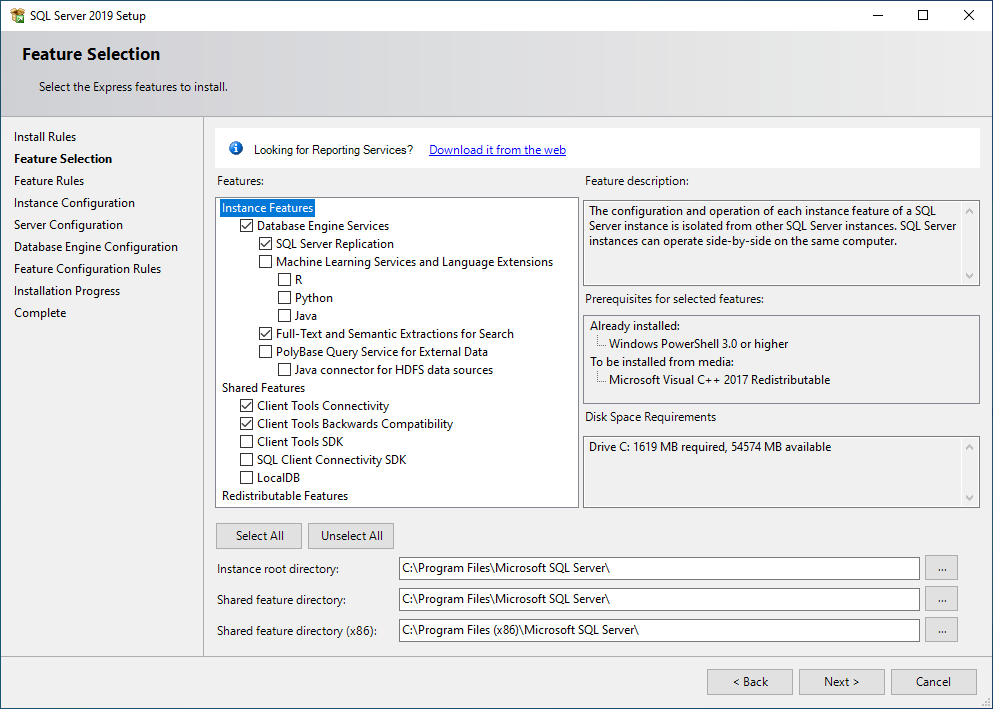 SQL Server 2019 Setup
Feature Selection
Select the Express features to install.
Install Rules
Feature Selection
Feature Rules
Instance Configuration
Server Configuration
Database Engine Configuration
Feature Configuration Rules
Installation Progress
Complete
Looking for Reporting Services? Download it from the web
Features:
Instance Features
Database Engine Services
SQL Server Replication
Machine Learning Services and Language Extensions
R
Python
Java
Full-Text and Semantic Extractions for Search
PolyBase Query Service for External Data
Java connector for HDFS data sources
Shared Features
Client Tools Connectivity
Client Tools Backwards Compatibility
Client Tools SDK
SQL Client Connectivity SDK
LocalDB
Redistributable Features
Feature description:
The configuration and operation of each instance feature of a SQL
Server instance is isolated from other SQL Server instances. SQL Server
instances can operate side-by-side on the same computer.
Prerequisites for selected features:
Already installed:
Windows PowerShell 3.0 or higher
To be installed from media:
Microsoft Visual C++ 2017 Redistributable
Disk Space Requirements
Drive C: 1619 MB required, 54574 MB available
Select All
Unselect All
Instance root directory: C:\Program Files\Microsoft SQL Server\ ...
Shared feature directory: C:\Program Files\Microsoft SQL Server\ ...
Shared feature directory (x86): C:\Program Files (x86)\Microsoft SQL Server\ ...
< Back
Next >
Cancel